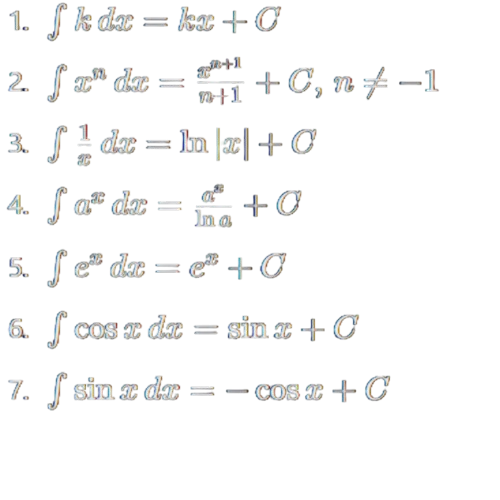 1. ∫ k dx = kx + C
2. ∫ xⁿ dx = xⁿ⁺¹/(n+1) + C, n ≠ −1
3. ∫ 1/x dx = ln |x| + C
4. ∫ aˣ dx = aˣ/ln a + C
5. ∫ eˣ dx = eˣ + C
6. ∫ cos x dx = sin x + C
7. ∫ sin x dx = − cos x + C